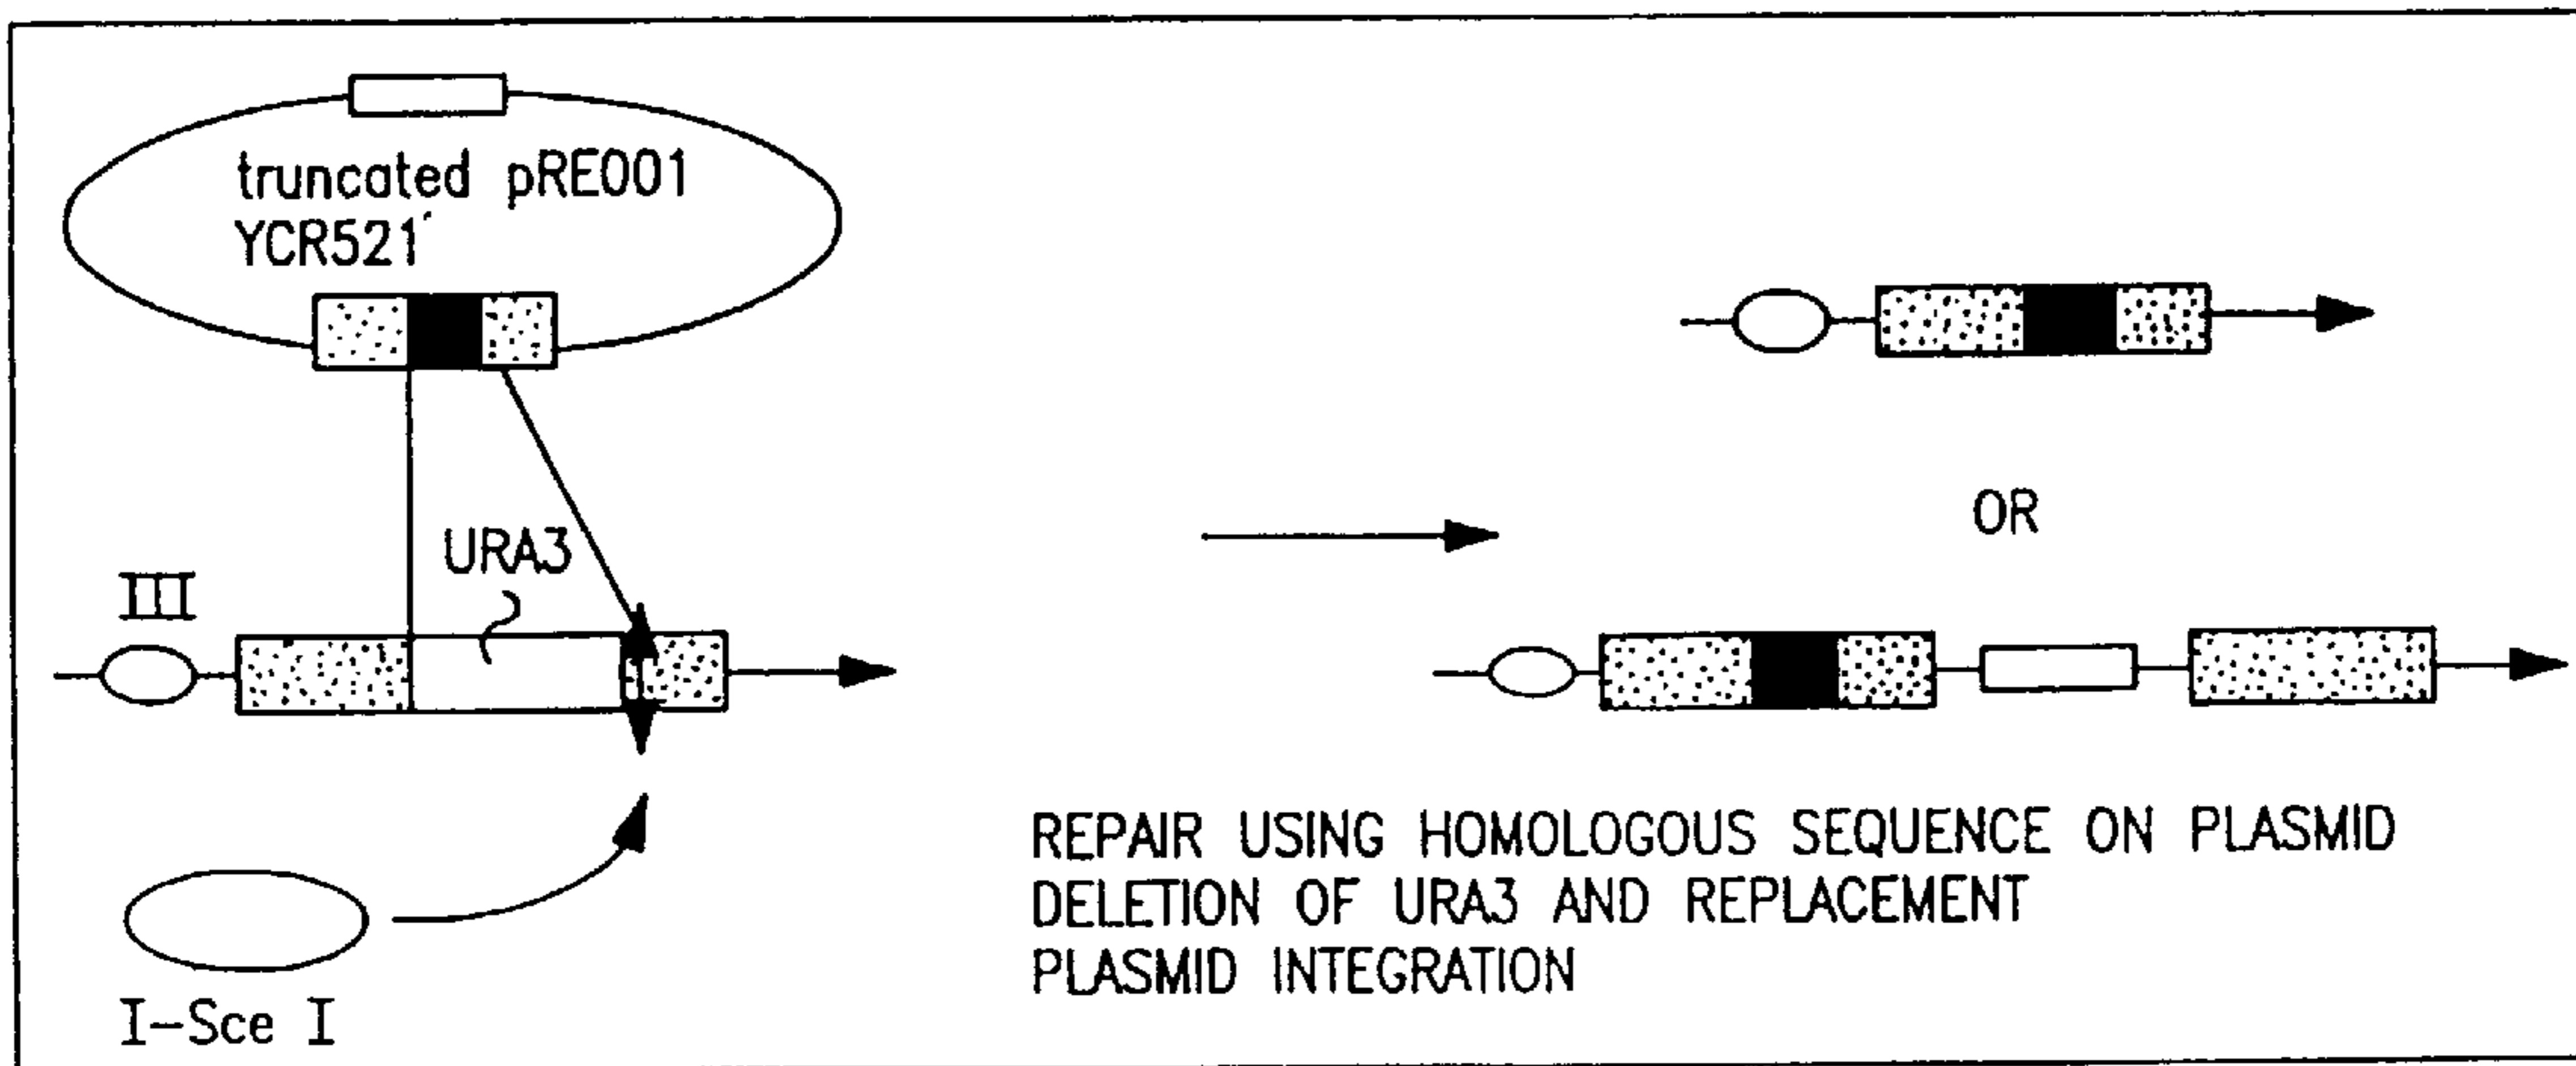 truncated pRE001
YCR521
URA3
III
I-Sce I
OR
REPAIR USING HOMOLOGOUS SEQUENCE ON PLASMID
DELETION OF URA3 AND REPLACEMENT
PLASMID INTEGRATION